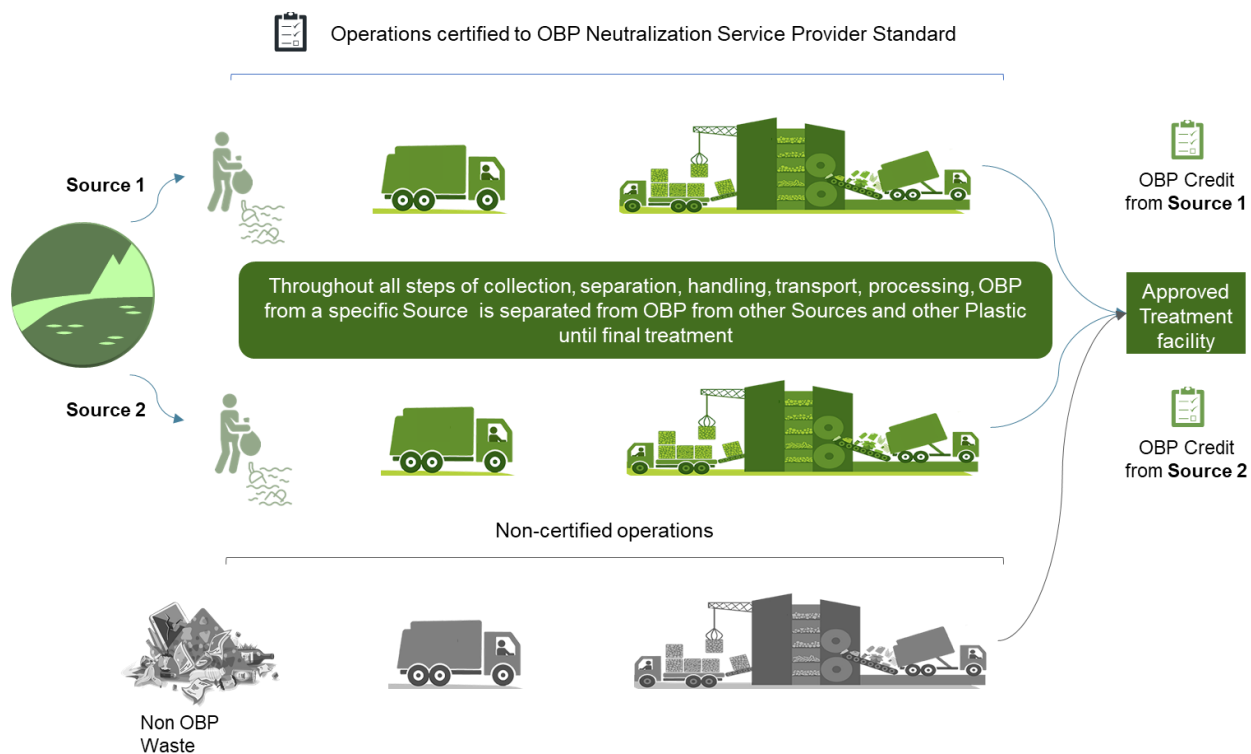 Operations certified to OBP Neutralization Service Provider Standard
Source 1
OBP Credit
from Source 1
Throughout all steps of collection, separation, handling, transport, processing, OBP
from a specific Source is separated from OBP from other Sources and other Plastic
until final treatment
Approved
Treatment
facility
Source 2
OBP Credit
from Source 2
Non-certified operations
Non OBP
Waste